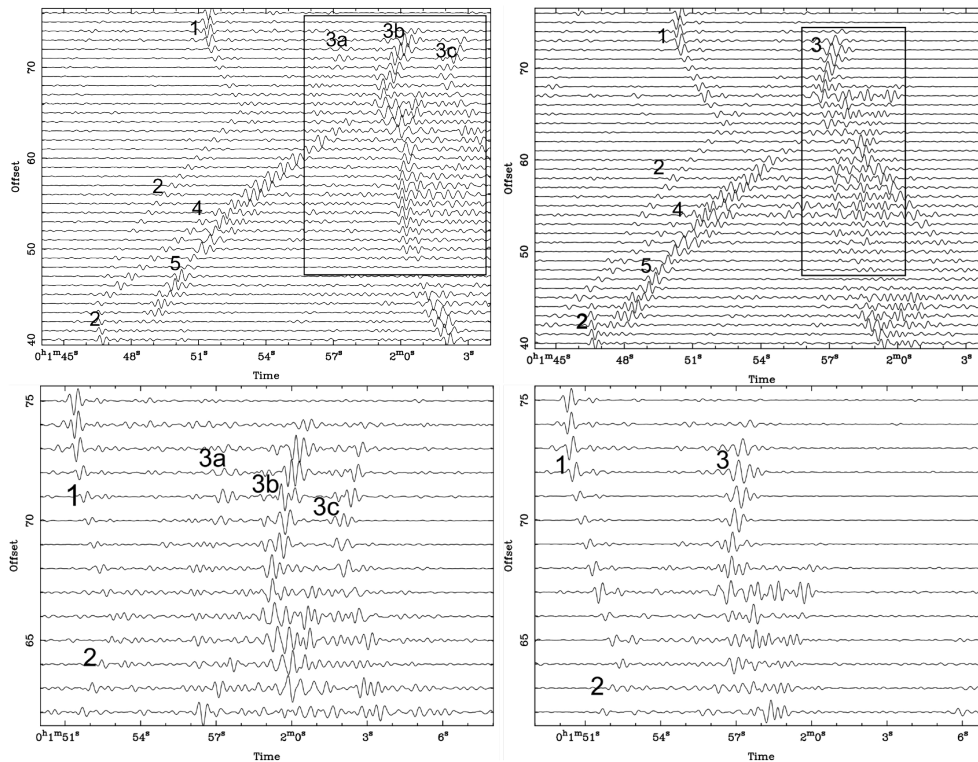 1
3a
3b
3c
2
4
5
2
70
60
50
40
Offset
0ʰ1ᵐ45ˢ
48ˢ
51ˢ
54ˢ
57ˢ
2ᵐ0ˢ
3ˢ
Time
1
3
2
4
5
2
70
60
50
40
Offset
0ʰ1ᵐ45ˢ
48ˢ
51ˢ
54ˢ
57ˢ
2ᵐ0ˢ
3ˢ
Time
3a
3b
1
3c
2
75
70
65
Offset
0ʰ1ᵐ51ˢ
54ˢ
57ˢ
2ᵐ0ˢ
3ˢ
6ˢ
Time
1
3
2
75
70
65
Offset
0ʰ1ᵐ51ˢ
54ˢ
57ˢ
2ᵐ0ˢ
3ˢ
6ˢ
Time